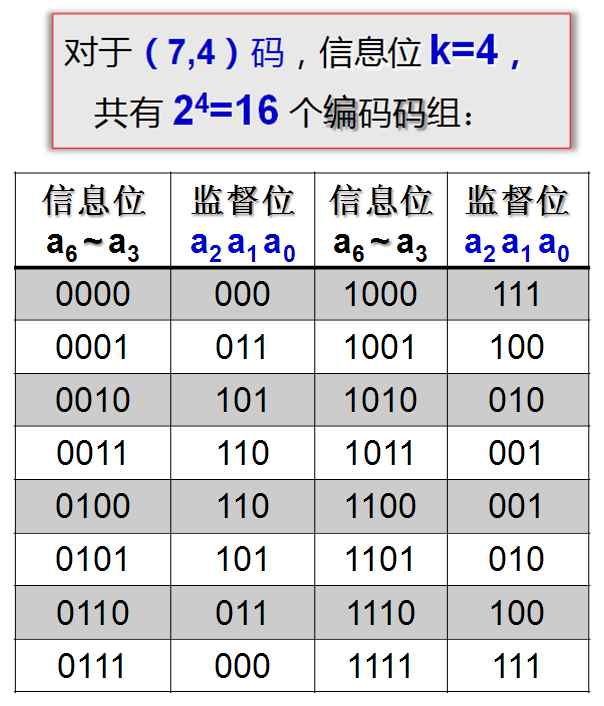 对于（7,4）码，信息位 k=4，
共有 2⁴=16 个编码码组：
信息位 监督位 信息位 监督位
a₆ ~ a₃ a₂ a₁ a₀ a₆ ~ a₃ a₂ a₁ a₀
0000 000 1000 111
0001 011 1001 100
0010 101 1010 010
0011 110 1011 001
0100 110 1100 001
0101 101 1101 010
0110 011 1110 100
0111 000 1111 111